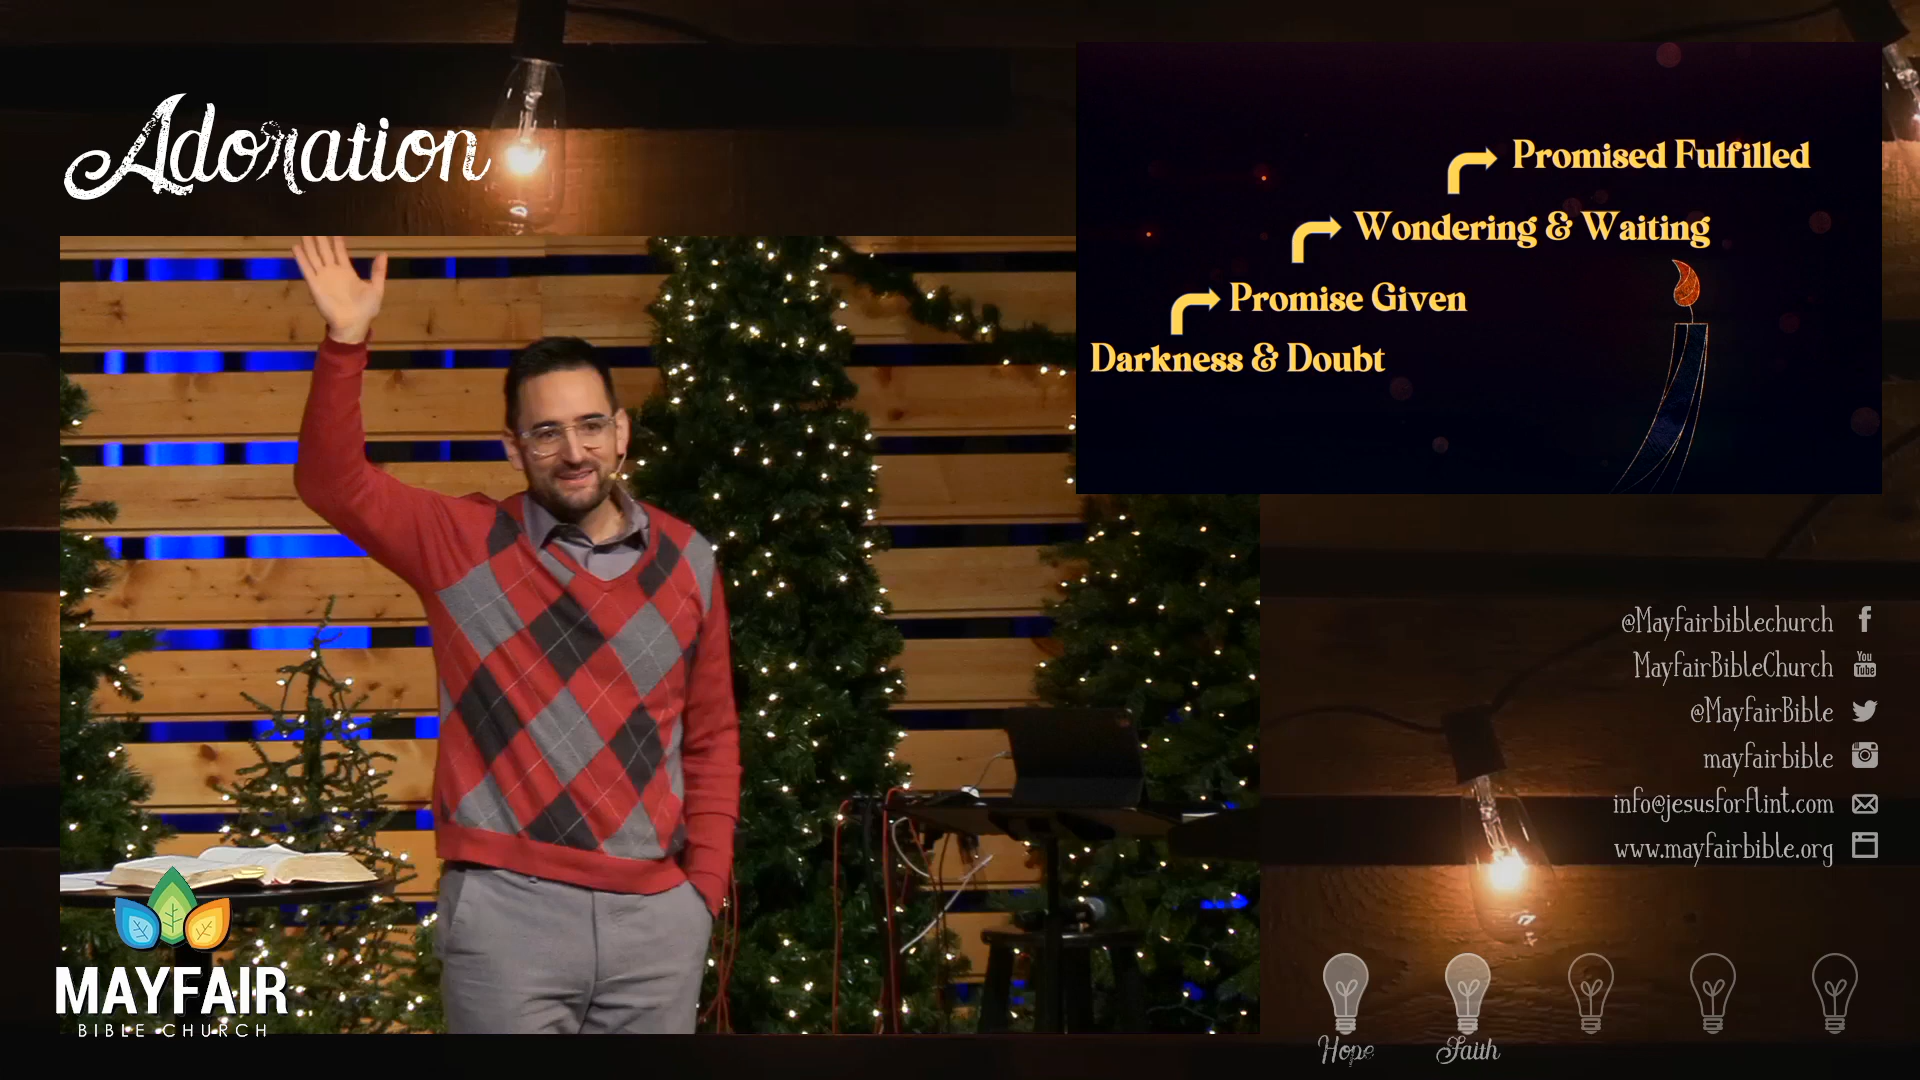 Adoration
Promised Fulfilled
Wondering & Waiting
Promise Given
Darkness & Doubt
@Mayfairbiblechurch
MayfairBibleChurch
You
Tube
@MayfairBible
mayfairbible
info@jesusforflint.com
www.mayfairbible.org
MAYFAIR
BIBLE CHURCH
Hope
Faith